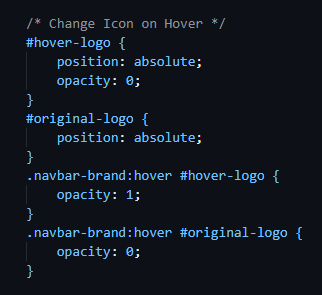 /* Change Icon on Hover */
#hover-logo {
    position: absolute;
    opacity: 0;
}
#original-logo {
    position: absolute;
}
.navbar-brand:hover #hover-logo {
    opacity: 1;
}
.navbar-brand:hover #original-logo {
    opacity: 0;
}